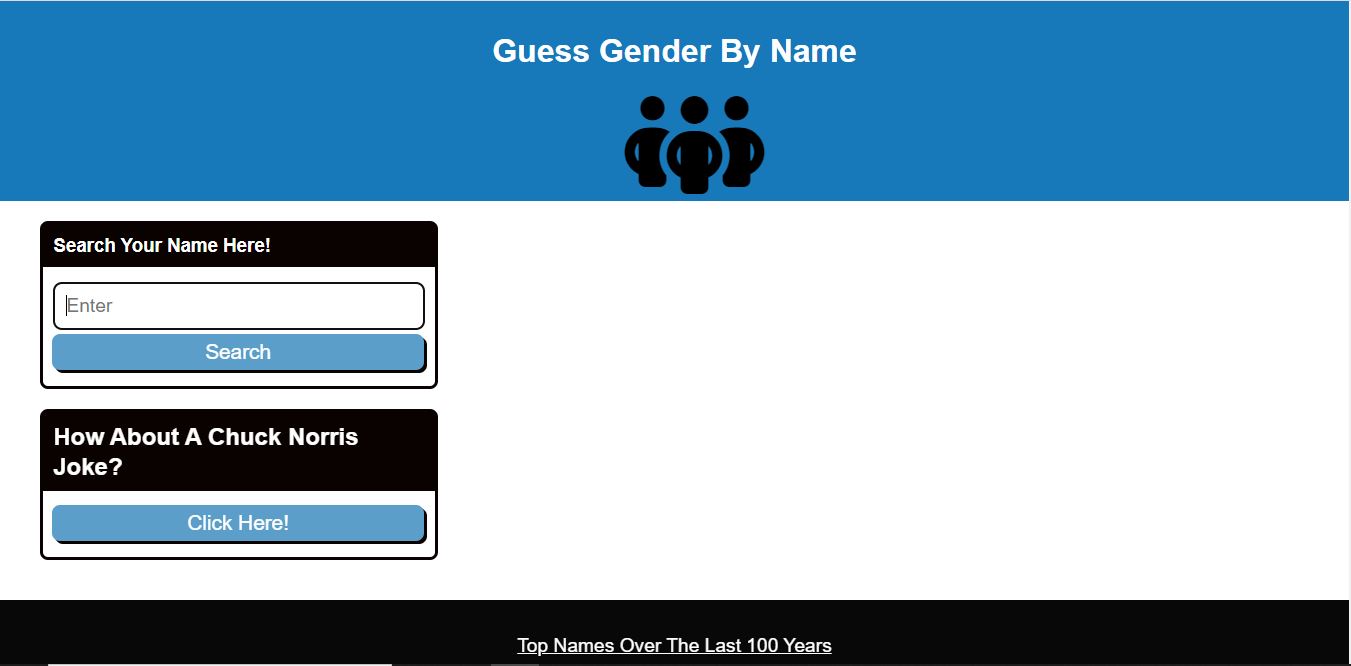 Guess Gender By Name
Search Your Name Here!
Enter
Search
How About A Chuck Norris
Joke?
Click Here!
Top Names Over The Last 100 Years